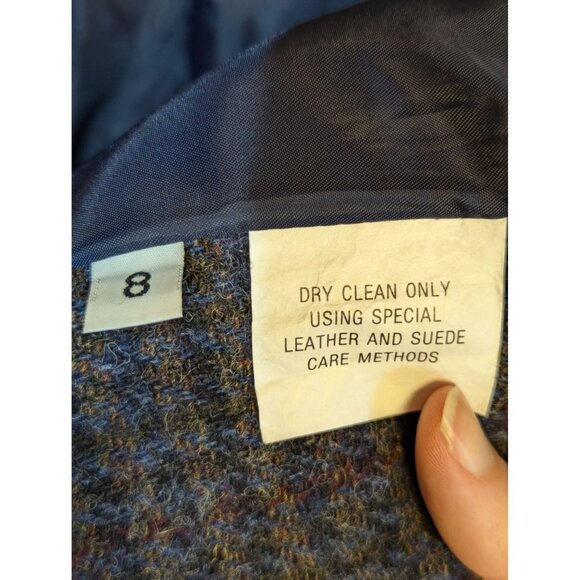 8
DRY CLEAN ONLY
USING SPECIAL
LEATHER AND SUEDE
CARE METHODS